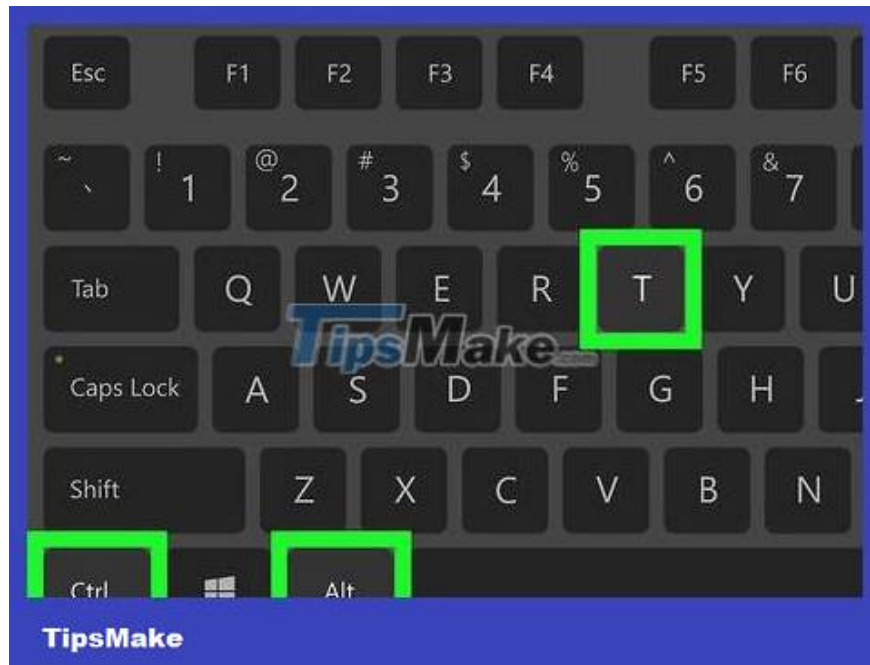 Esc F1 F2 F3 F4 F5 F6
~ ` ! 1 @ 2 # 3 $ 4 % 5 ^ 6 & 7
Tab Q W E R T Y U
TipsMake.com
Caps Lock A S D F G H
Shift Z X C V B N
Ctrl Alt
TipsMake